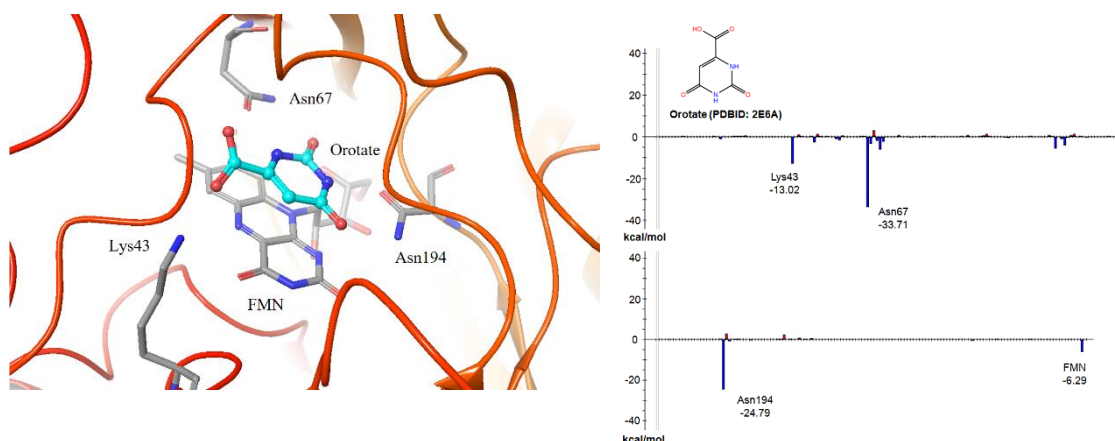 Asn67
Orotate
Lys43
Asn194
FMN
HO
O
NH
O
N
H
O
Orotate (PDBID: 2E6A)
40
20
0
-20
-40
kcal/mol
Lys43
-13.02
Asn67
-33.71
40
20
0
-20
-40
kcal/mol
Asn194
-24.79
FMN
-6.29